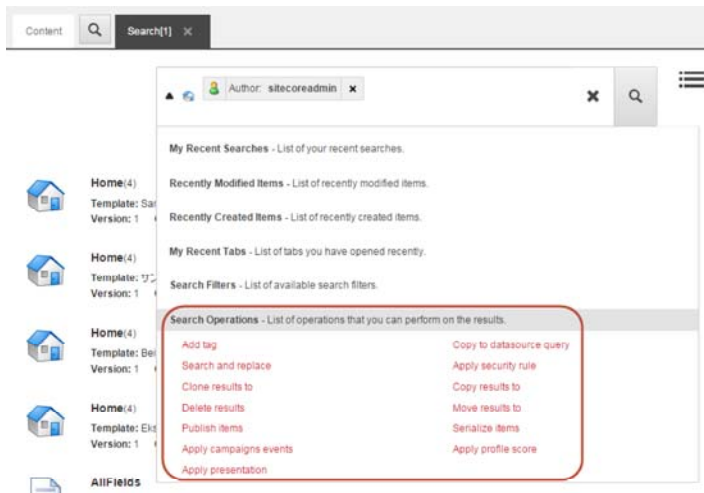 Content
Search[1]
Author: sitecoreadmin
My Recent Searches - List of your recent searches.
Recently Modified Items - List of recently modified items.
Recently Created Items - List of recently created items.
My Recent Tabs - List of tabs you have opened recently.
Search Filters - List of available search filters.
Search Operations - List of operations that you can perform on the results.
Add tag
Copy to datasource query
Search and replace
Apply security rule
Clone results to
Copy results to
Delete results
Move results to
Publish items
Serialize items
Apply campaigns events
Apply profile score
Apply presentation
Home(4)
Template: Sa
Version: 1
Home(4)
Template: サン
Version: 1
Home(4)
Template: Be
Version: 1
Home(4)
Template: Eks
Version: 1
AllFields